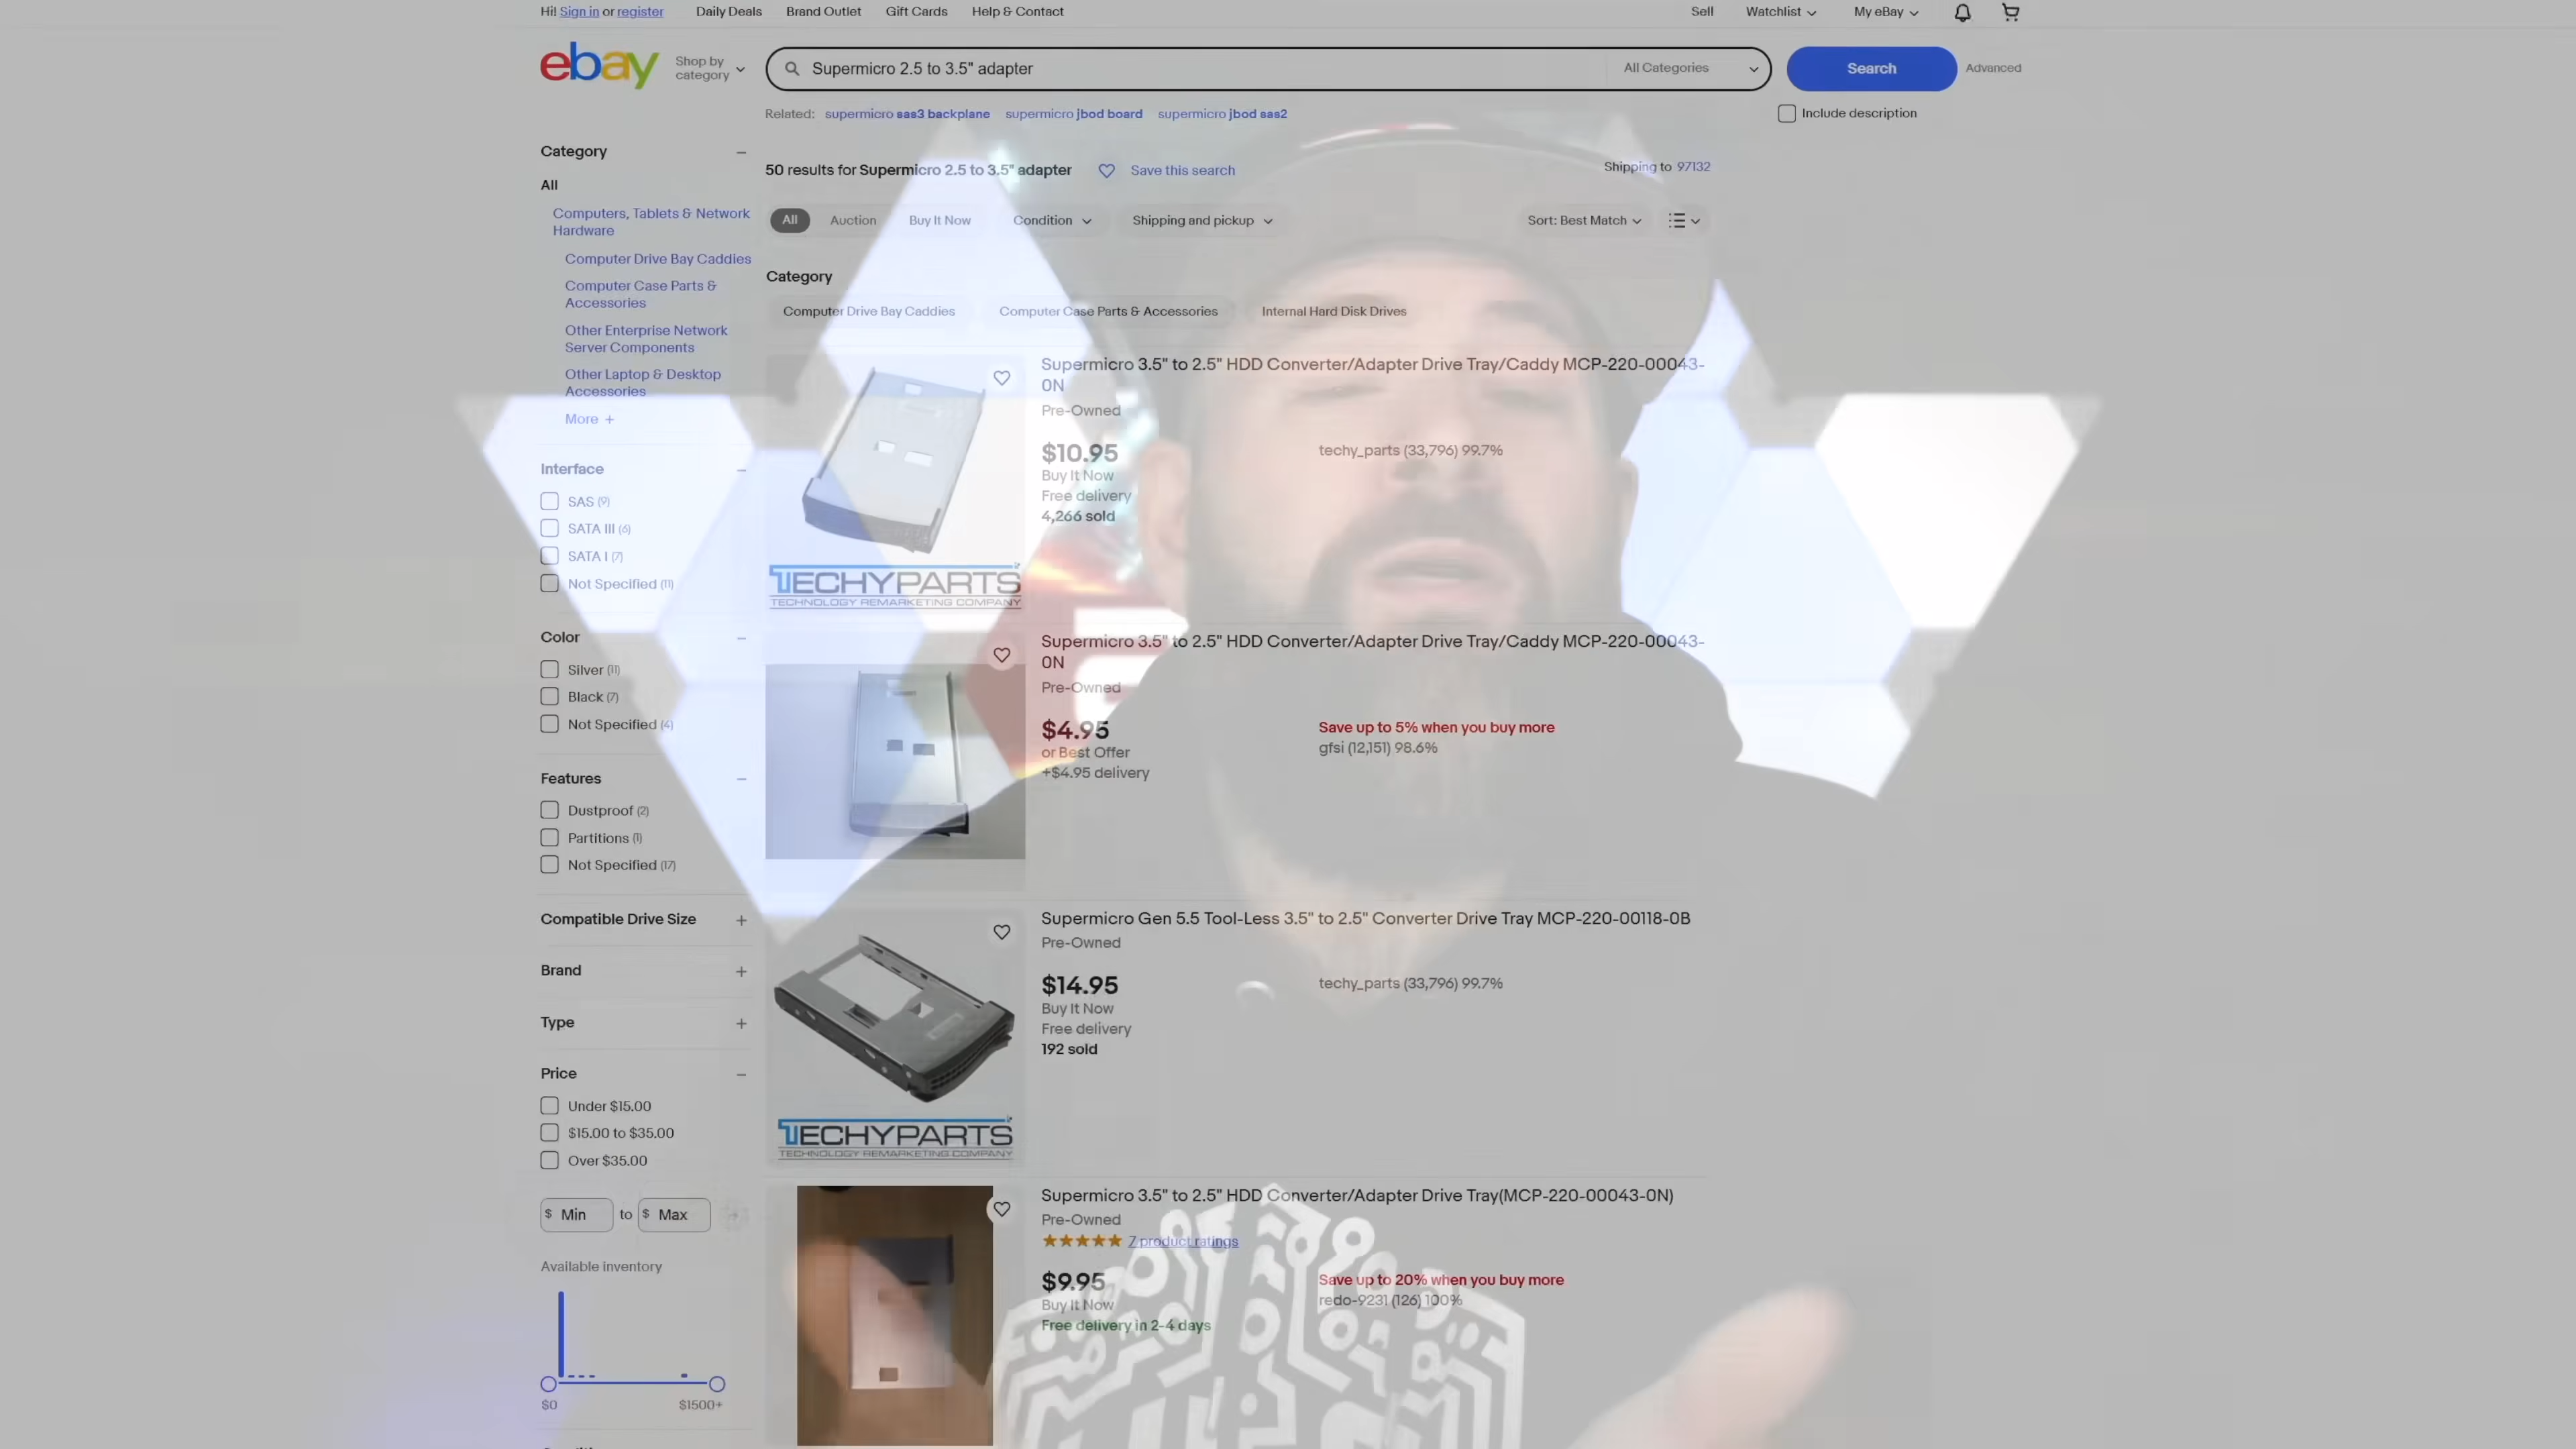 Hi! Sign in or register
Daily Deals
Brand Outlet
Gift Cards
Help & Contact
Sell
Watchlist
My eBay
ebay
Shop by
category
Supermicro 2.5 to 3.5" adapter
All Categories
Search
Advanced
Related: supermicro sas3 backplane supermicro jbod board supermicro jbod sas2
Include description
Category
All
Computers, Tablets & Network
Hardware
Computer Drive Bay Caddies
Computer Case Parts &
Accessories
Other Enterprise Network
Server Components
Other Laptop & Desktop
Accessories
More +
Interface
SAS (9)
SATA III (6)
SATA I (7)
Not Specified (11)
Color
Silver (11)
Black (7)
Not Specified (4)
Features
Dustproof (2)
Partitions (1)
Not Specified (17)
Compatible Drive Size
Brand
Type
Price
Under $15.00
$15.00 to $35.00
Over $35.00
$ Min to $ Max
Available inventory
$0
$1500+
50 results for Supermicro 2.5 to 3.5" adapter
Save this search
Shipping to 97132
All
Auction
Buy It Now
Condition
Shipping and pickup
Sort: Best Match
Category
Computer Drive Bay Caddies
Computer Case Parts & Accessories
Internal Hard Disk Drives
TECHYPARTS
TECHNOLOGY REMARKETING COMPANY
Supermicro 3.5" to 2.5" HDD Converter/Adapter Drive Tray/Caddy MCP-220-00043-
0N
Pre-Owned
$10.95
Buy It Now
Free delivery
4,266 sold
techy_parts (33,796) 99.7%
Supermicro 3.5" to 2.5" HDD Converter/Adapter Drive Tray/Caddy MCP-220-00043-
0N
Pre-Owned
$4.95
or Best Offer
+$4.95 delivery
Save up to 5% when you buy more
gfsi (12,151) 98.6%
TECHYPARTS
TECHNOLOGY REMARKETING COMPANY
Supermicro Gen 5.5 Tool-Less 3.5" to 2.5" Converter Drive Tray MCP-220-00118-0B
Pre-Owned
$14.95
Buy It Now
Free delivery
192 sold
techy_parts (33,796) 99.7%
Supermicro 3.5" to 2.5" HDD Converter/Adapter Drive Tray(MCP-220-00043-0N)
Pre-Owned
7 product ratings
$9.95
Buy It Now
Free delivery in 2-4 days
Save up to 20% when you buy more
redo-9231 (126) 100%